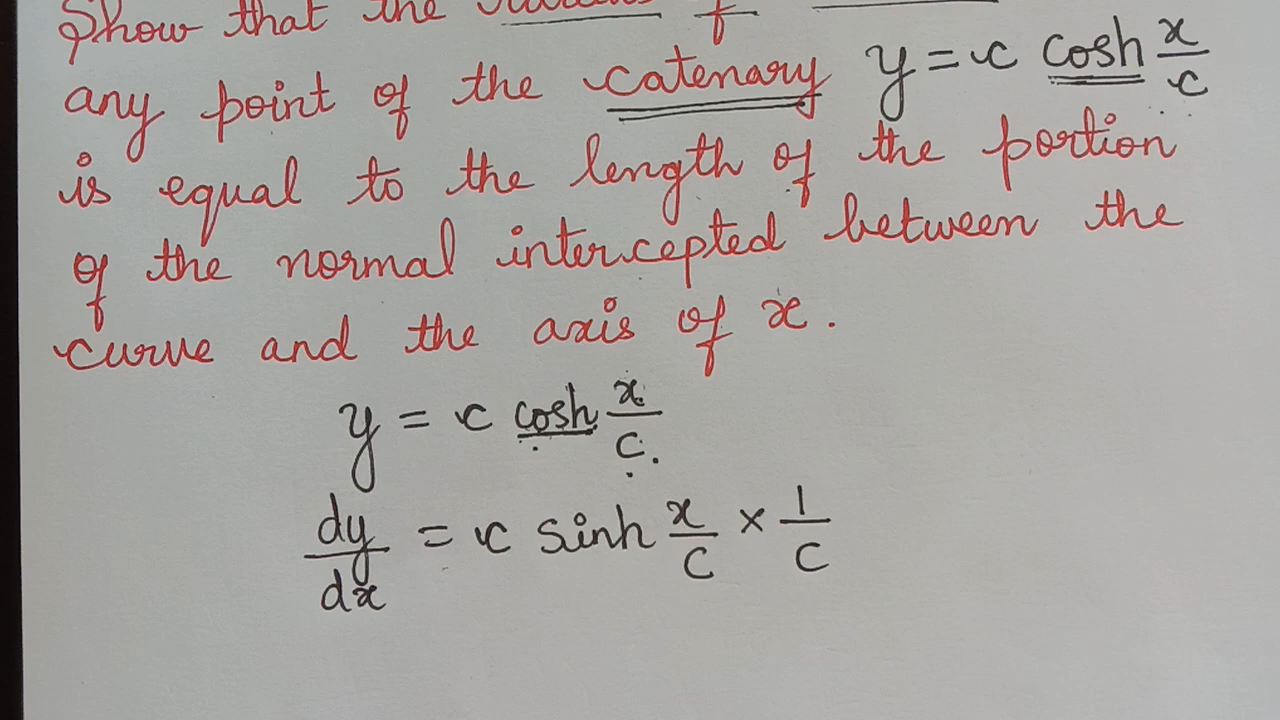 Show that the of
any point of the catenary y = c cosh x/c
is equal to the length of the portion
of the normal intercepted between the
curve and the axis of x.
y = c cosh x/c.
dy/dx = c sinh x/c × 1/c